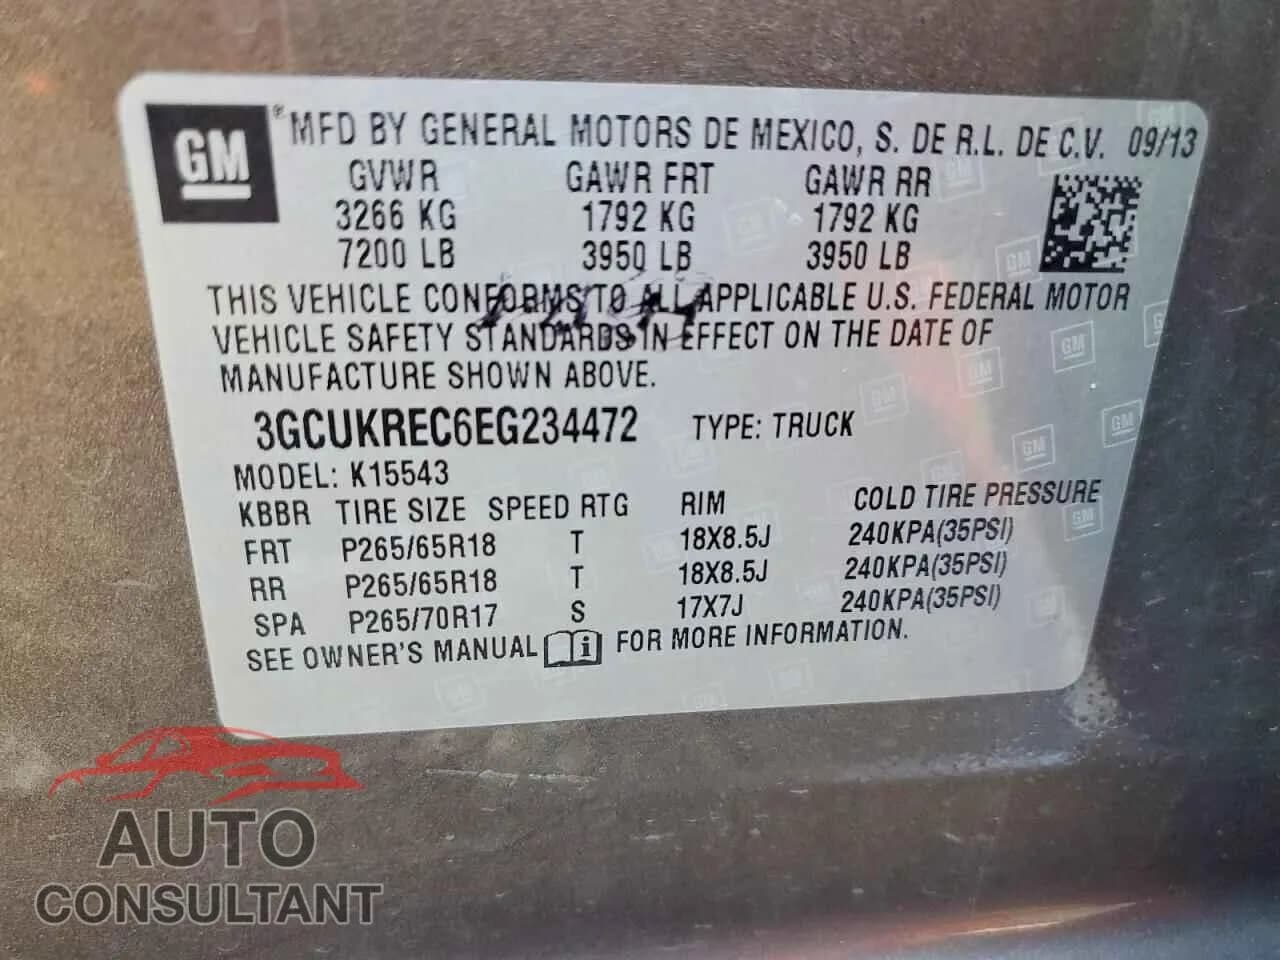 GM ® MFD BY GENERAL MOTORS DE MEXICO, S. DE R.L. DE C.V. 09/13
GVWR GAWR FRT GAWR RR
3266 KG 1792 KG 1792 KG
7200 LB 3950 LB 3950 LB
THIS VEHICLE CONFORMS TO ALL APPLICABLE U.S. FEDERAL MOTOR
VEHICLE SAFETY STANDARDS IN EFFECT ON THE DATE OF
MANUFACTURE SHOWN ABOVE.
3GCUKREC6EG234472 TYPE: TRUCK
MODEL: K15543
KBBR TIRE SIZE SPEED RTG RIM COLD TIRE PRESSURE
FRT P265/65R18 T 18X8.5J 240KPA(35PSI)
RR P265/65R18 T 18X8.5J 240KPA(35PSI)
SPA P265/70R17 S 17X7J 240KPA(35PSI)
SEE OWNER'S MANUAL i FOR MORE INFORMATION.
AUTO
CONSULTANT